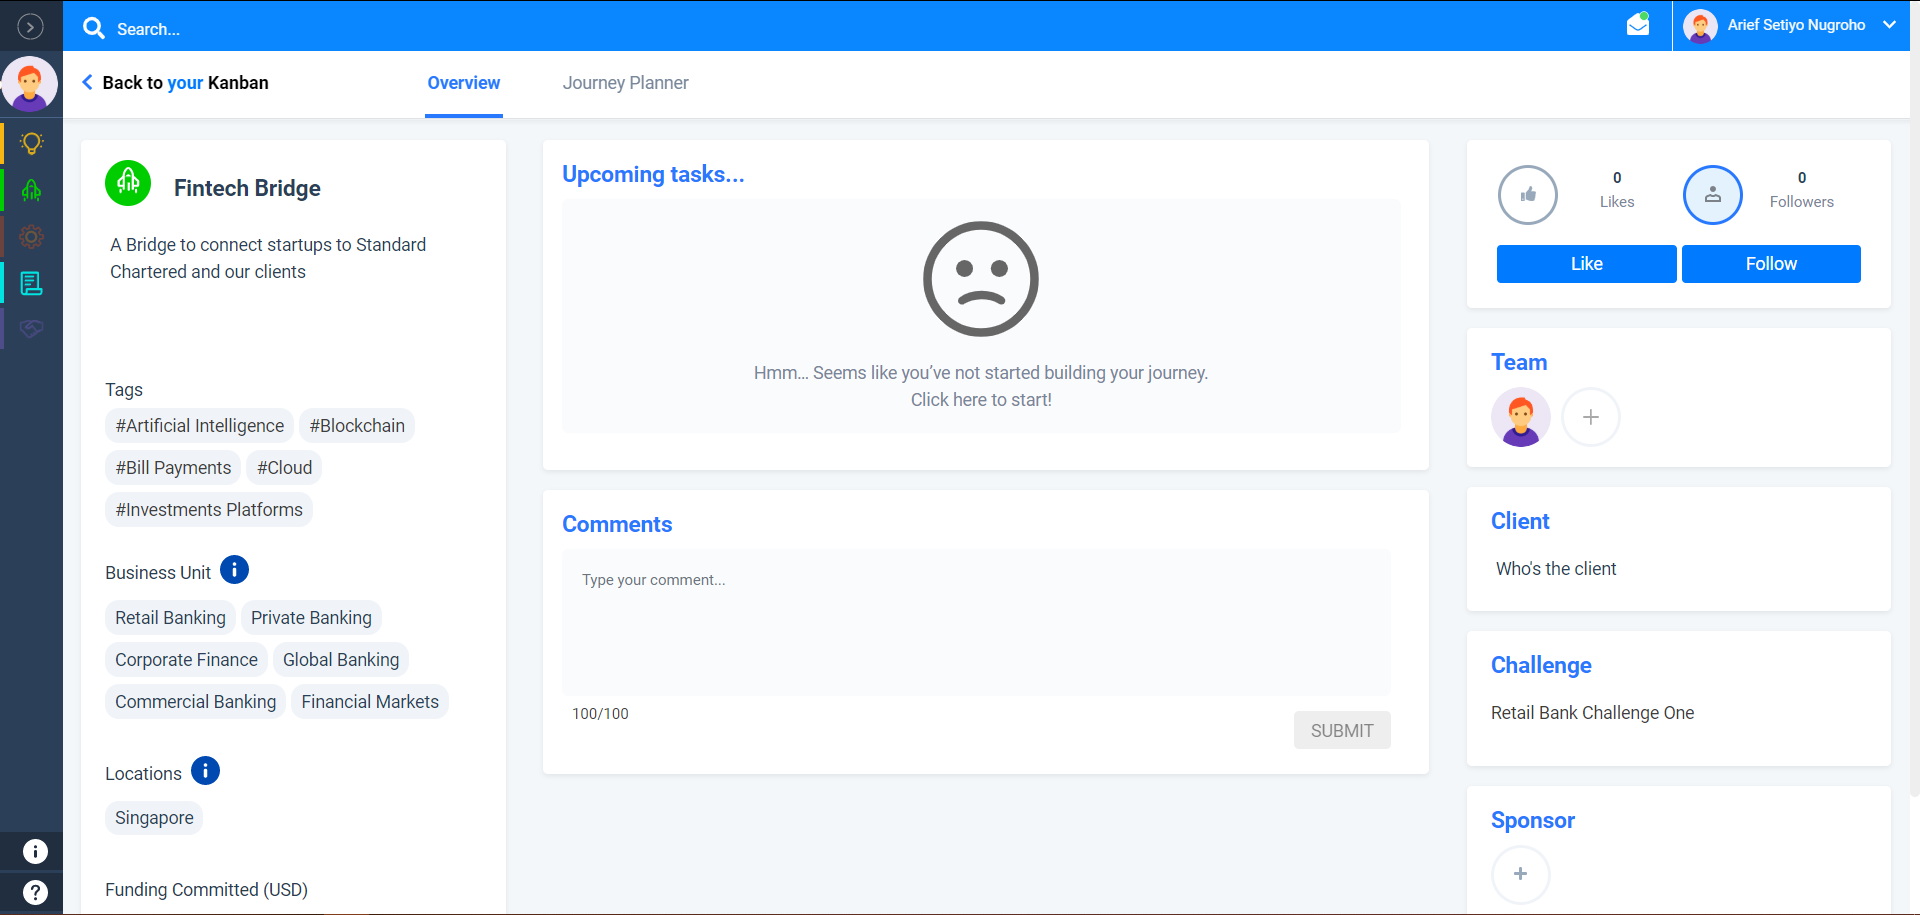 Search...
Arief Setiyo Nugroho
Back to your Kanban
Overview
Journey Planner
Fintech Bridge
A Bridge to connect startups to Standard
Chartered and our clients
Tags
#Artificial Intelligence
#Blockchain
#Bill Payments
#Cloud
#Investments Platforms
Business Unit
Retail Banking
Private Banking
Corporate Finance
Global Banking
Commercial Banking
Financial Markets
Locations
Singapore
Funding Committed (USD)
Upcoming tasks...
Hmm... Seems like you’ve not started building your journey.
Click here to start!
Comments
Type your comment...
100/100
SUBMIT
0
Likes
0
Followers
Like
Follow
Team
Client
Who's the client
Challenge
Retail Bank Challenge One
Sponsor